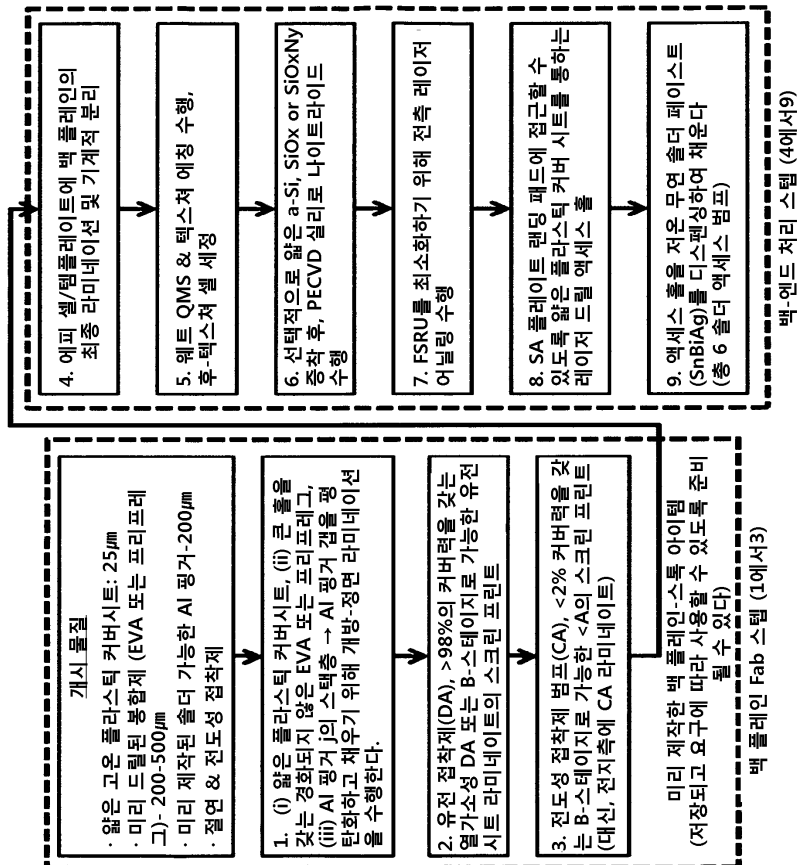 개시 물질
· 얇은 고온 플라스틱 커버시트: 25㎛
· 미리 드릴된 봉합제 (EVA 또는 프리프레
그)- 200-500㎛
· 미리 제작된 솔더 가능한 Al 핑거-200㎛
· 절연 & 전도성 접착제
1. (i) 얇은 플라스틱 커버시트, (ii) 큰 홀을
갖는 경화되지 않은 EVA 또는 프리프레그,
(iii) Al 핑거 j의 스택층 → Al 핑거 갭을 평
탄화하고 채우기 위해 개방-정면 라미네이션
을 수행한다.
2. 유전 접착제(DA), >98%의 커버력을 갖는
열가소성 DA 또는 B-스테이지로 가능한 유전
시트 라미네이트의 스크린 프린트
3. 전도성 접착제 범프(CA), <2% 커버력을 갖
는 B-스테이지로 가능한 <A의 스크린 프린트
(대신, 전지측에 CA 라미네이트)
미리 제작한 백 플레인-스톡 아이템
(저장되고 요구에 따라 사용할 수 있도록 준비
될 수 있다)
백 플레인 Fab 스텝 (1에서3)
4. 에피 셀/템플레이트에 백 플레인의
최종 라미네이션 및 기계적 분리
5. 웨트 QMS & 텍스쳐 에칭 수행,
후-텍스쳐 셀 세정
6. 선택적으로 얇은 a-Si, SiOx or SiOxNy
증착 후, PECVD 실리로 나이트라이드
수행
7. FSRU를 최소화하기 위해 전측 레이저
어닐링 수행
8. SA 플레이트 랜딩 패드에 접근할 수
있도록 얇은 플라스틱 커버 시트를 통하는
레이저 드릴 액세스 홀
9. 액세스 홀을 저온 무연 솔더 페이스트
(SnBiAg)를 디스펜싱하여 채운다
(총 6 솔더 액세스 범프)
백-엔드 처리 스텝 (4에서9)